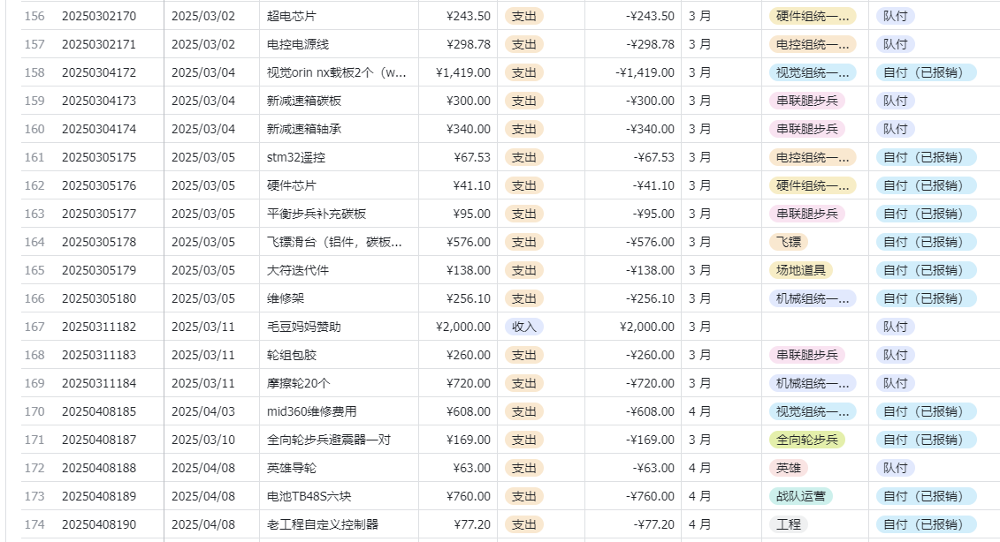 156 20250302170 2025/03/02 超电芯片 ¥243.50 支出 -¥243.50 3 月 硬件组统一... 队付
157 20250302171 2025/03/02 电控电源线 ¥298.78 支出 -¥298.78 3 月 电控组统一... 队付
158 20250304172 2025/03/04 视觉orin nx载板2个（w... ¥1,419.00 支出 -¥1,419.00 3 月 视觉组统一... 自付（已报销）
159 20250304173 2025/03/04 新减速箱碳板 ¥300.00 支出 -¥300.00 3 月 串联腿步兵 队付
160 20250304174 2025/03/04 新减速箱轴承 ¥340.00 支出 -¥340.00 3 月 串联腿步兵 队付
161 20250305175 2025/03/05 stm32遥控 ¥67.53 支出 -¥67.53 3 月 电控组统一... 自付（已报销）
162 20250305176 2025/03/05 硬件芯片 ¥41.10 支出 -¥41.10 3 月 硬件组统一... 自付（已报销）
163 20250305177 2025/03/05 平衡步兵补充碳板 ¥95.00 支出 -¥95.00 3 月 串联腿步兵 自付（已报销）
164 20250305178 2025/03/05 飞镖滑台（铝件，碳板... ¥576.00 支出 -¥576.00 3 月 飞镖 自付（已报销）
165 20250305179 2025/03/05 大符迭代件 ¥138.00 支出 -¥138.00 3 月 场地道具 自付（已报销）
166 20250305180 2025/03/05 维修架 ¥256.10 支出 -¥256.10 3 月 机械组统一... 自付（已报销）
167 20250311182 2025/03/11 毛豆妈妈赞助 ¥2,000.00 收入 ¥2,000.00 3 月 队付
168 20250311183 2025/03/11 轮组包胶 ¥260.00 支出 -¥260.00 3 月 串联腿步兵 队付
169 20250311184 2025/03/11 摩擦轮20个 ¥720.00 支出 -¥720.00 3 月 机械组统一... 队付
170 20250408185 2025/04/03 mid360维修费用 ¥608.00 支出 -¥608.00 4 月 视觉组统一... 自付（已报销）
171 20250408187 2025/03/10 全向轮步兵避震器一对 ¥169.00 支出 -¥169.00 3 月 全向轮步兵 自付（已报销）
172 20250408188 2025/04/08 英雄导轮 ¥63.00 支出 -¥63.00 4 月 英雄 队付
173 20250408189 2025/04/08 电池TB48S六块 ¥760.00 支出 -¥760.00 4 月 战队运营 自付（已报销）
174 20250408190 2025/04/08 老工程自定义控制器 ¥77.20 支出 -¥77.20 4 月 工程 自付（已报销）